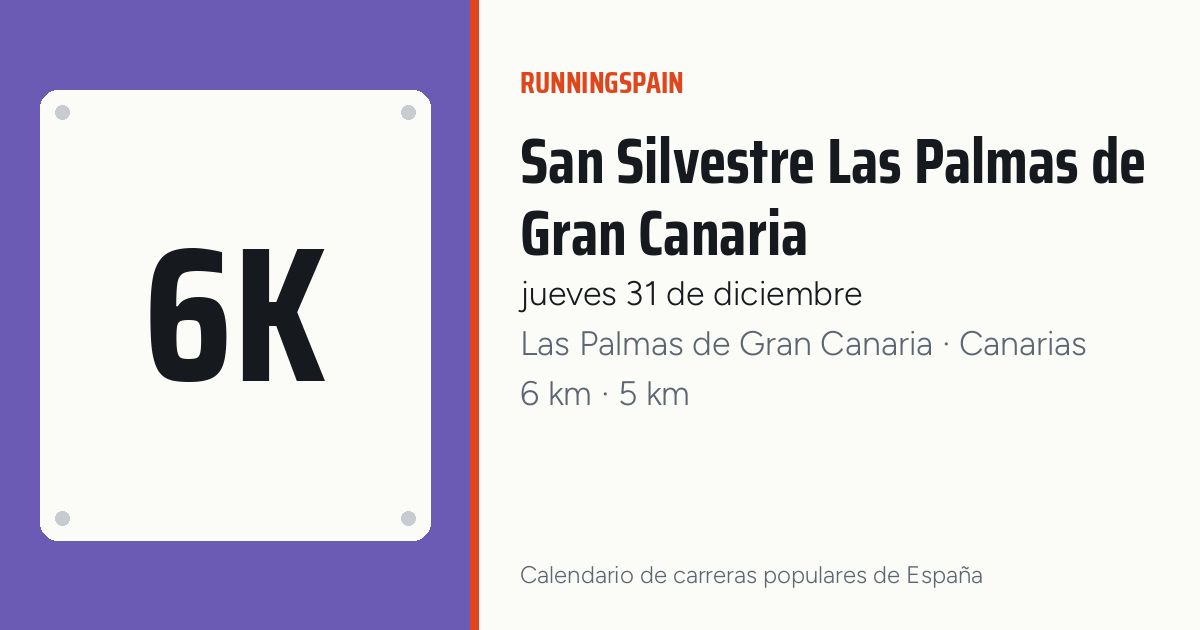 6K
RUNNINGSPAIN
San Silvestre Las Palmas de
Gran Canaria
jueves 31 de diciembre
Las Palmas de Gran Canaria · Canarias
6 km · 5 km
Calendario de carreras populares de España